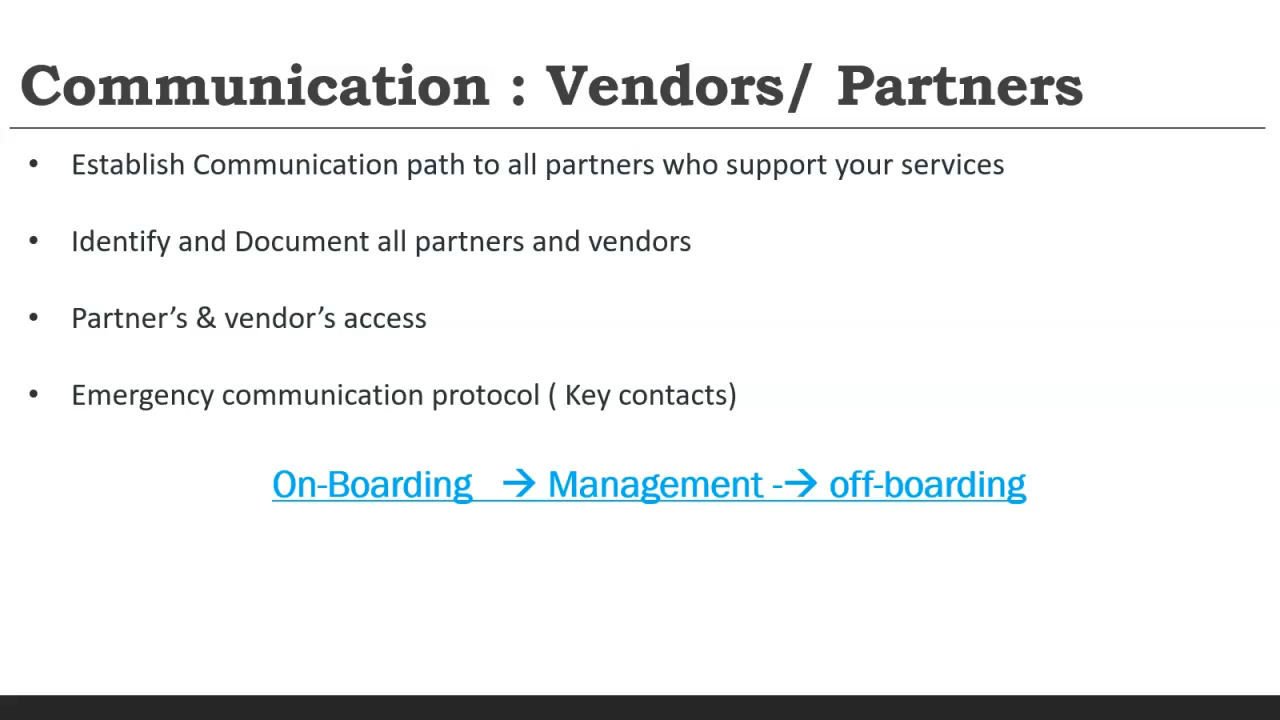 Communication : Vendors/ Partners
• Establish Communication path to all partners who support your services
• Identify and Document all partners and vendors
• Partner’s & vendor’s access
• Emergency communication protocol ( Key contacts)
On-Boarding → Management -→ off-boarding